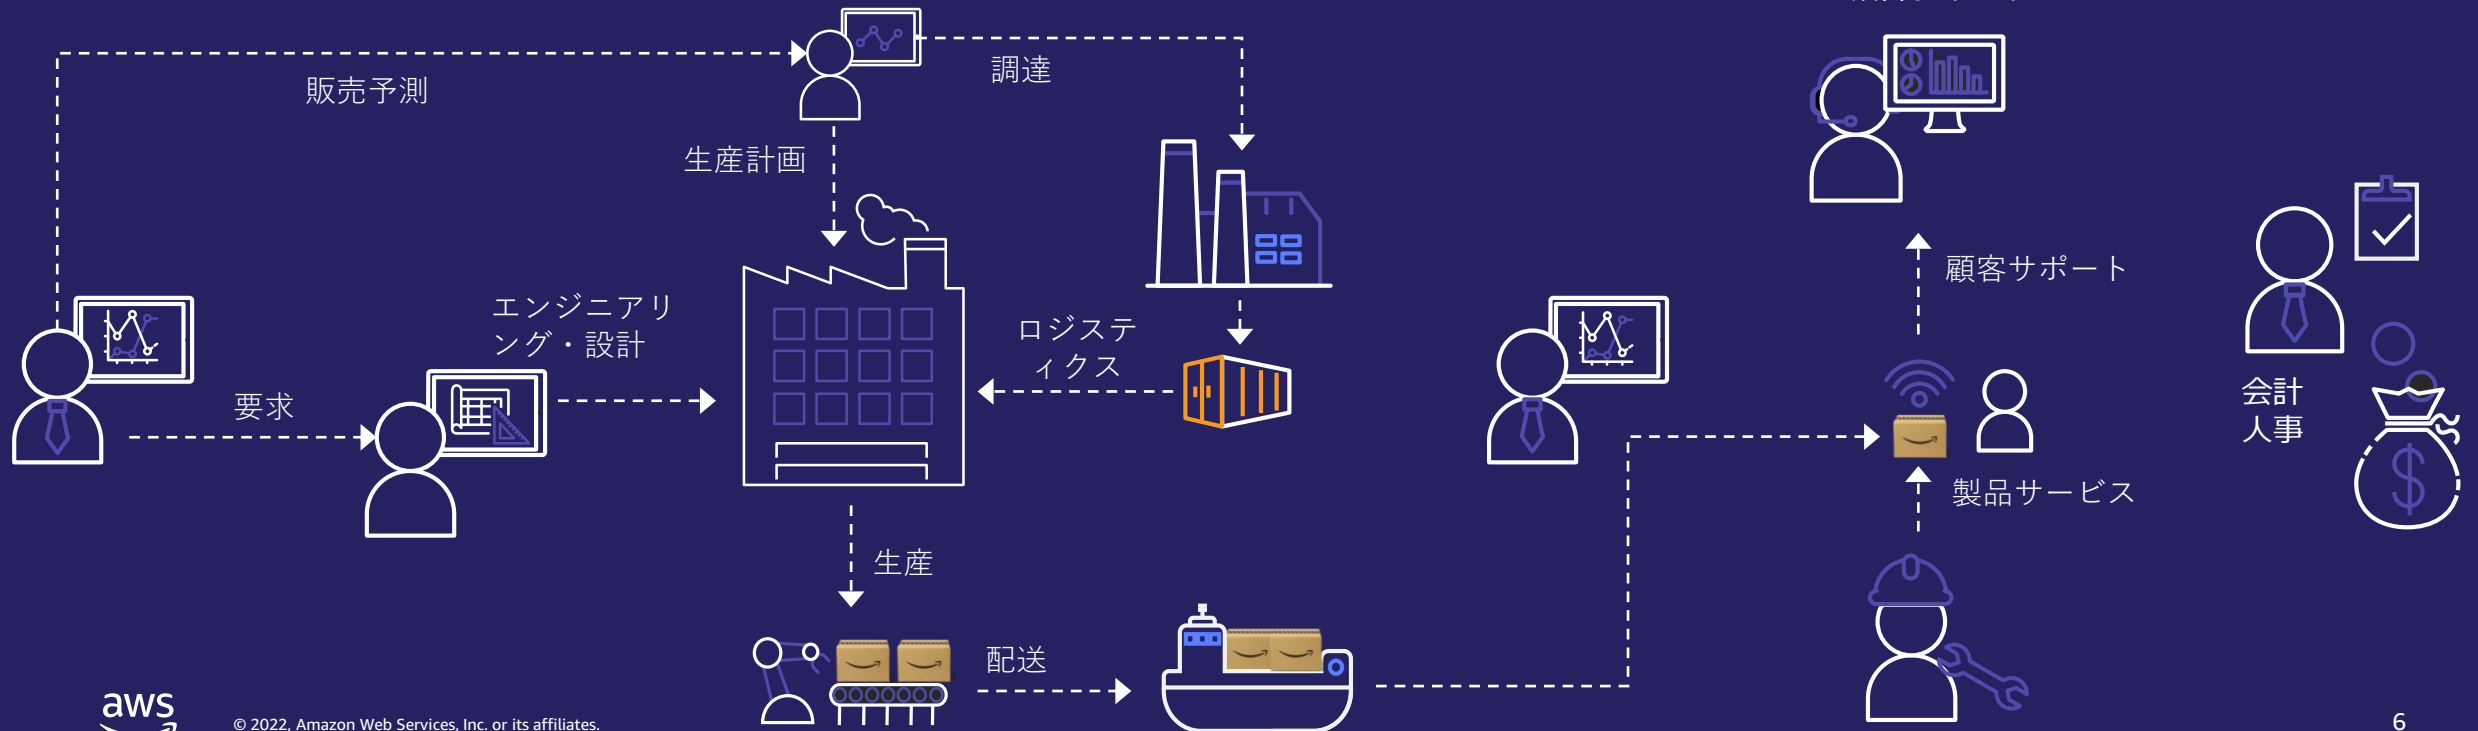 販売予測
調達
生産計画
エンジニアリ
ング・設計
ロジステ
ィクス
要求
顧客サポート
会計
人事
製品サービス
生産
配送
aws
© 2022, Amazon Web Services, Inc. or its affiliates.
6